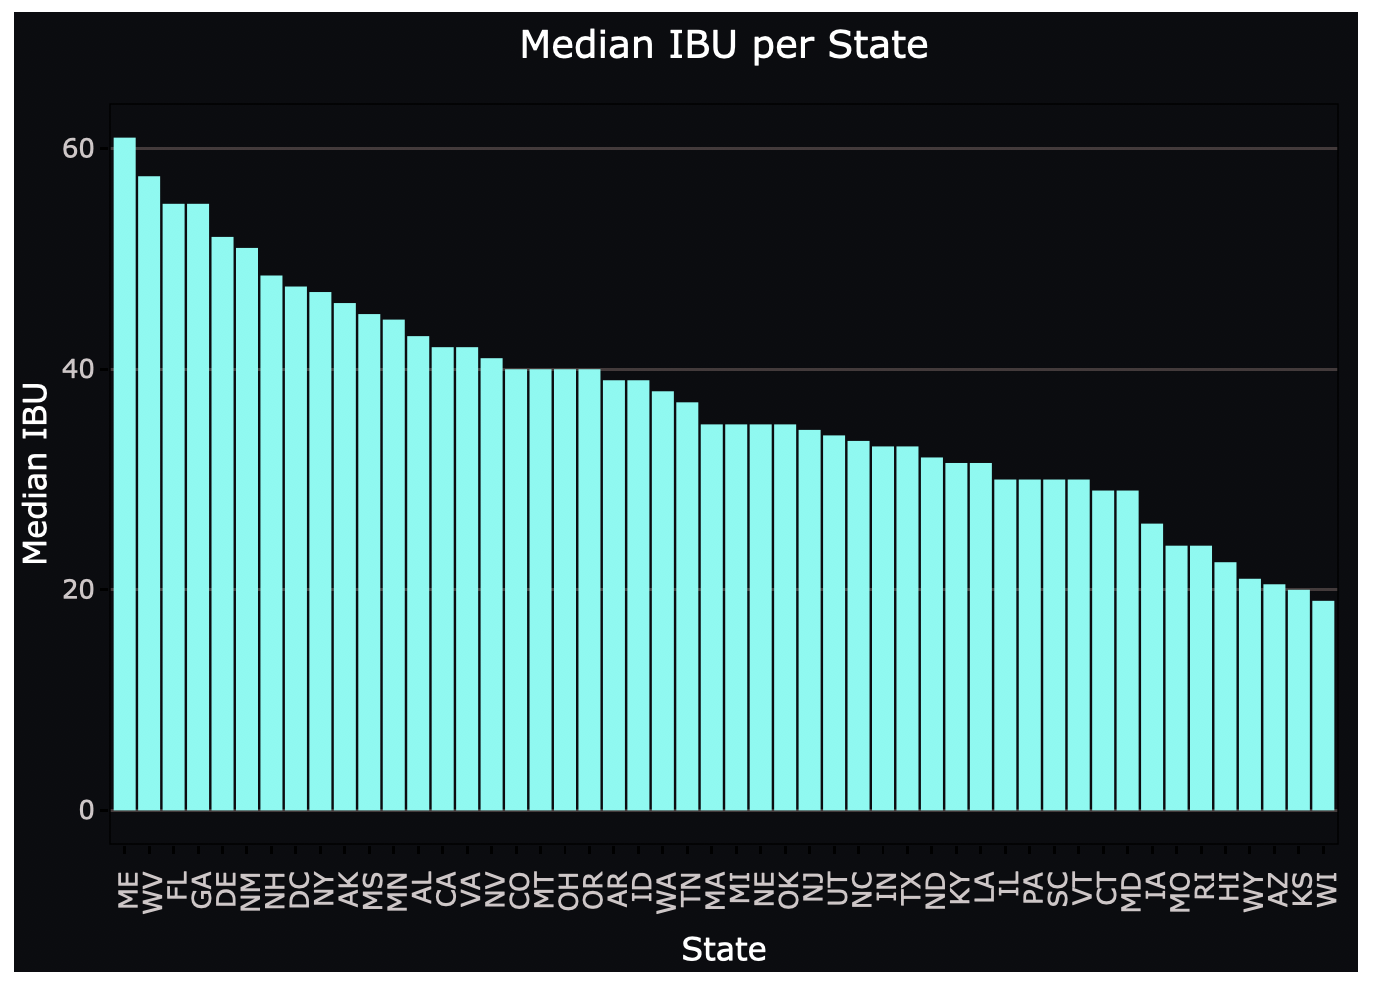 Median IBU per State
60
40
20
0
Median IBU
ME WV FL GA DE NM NH DC NY AK MS MN AL CA VA NV CO MT OH OR AR ID WA TN MA MI NE OK NJ UT NC IN TX ND KY LA IL PA SC VT CT MD IA MO RI HI WY AZ KS WI
State